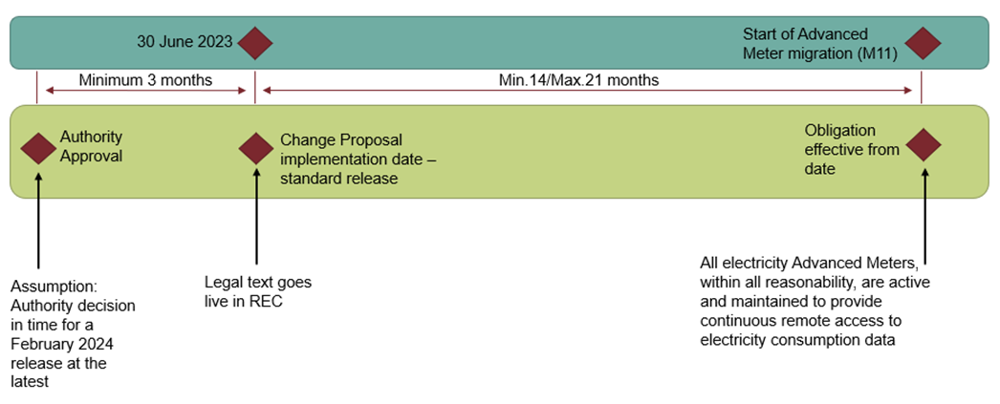 30 June 2023
Start of Advanced
Meter migration (M11)
Minimum 3 months
Min.14/Max.21 months
Authority
Approval
Change Proposal
implementation date –
standard release
Obligation
effective from
date
Assumption:
Authority decision
in time for a
February 2024
release at the
latest
Legal text goes
live in REC
All electricity Advanced Meters,
within all reasonability, are active
and maintained to provide
continuous remote access to
electricity consumption data